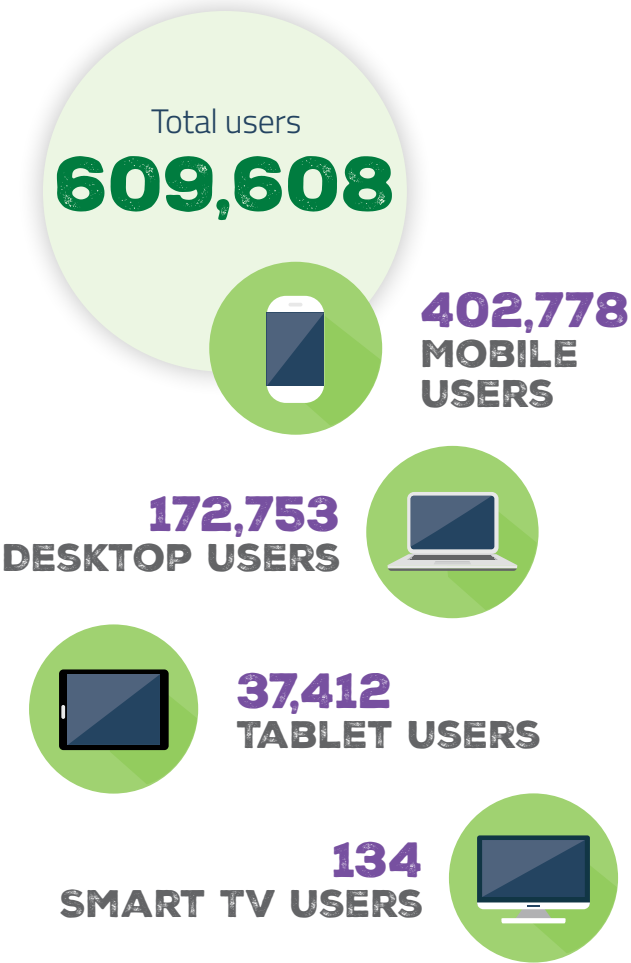 Total users
609,608
402,778
MOBILE
USERS
172,753
DESKTOP USERS
37,412
TABLET USERS
134
SMART TV USERS